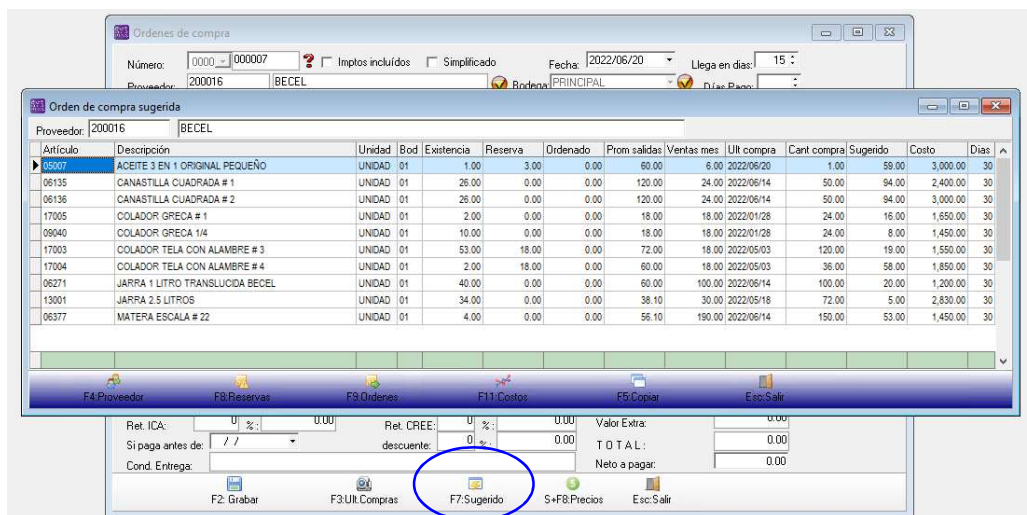 Ordenes de compra
Número: 0000 - 000007 ? Imptos incluídos Simplificado Fecha: 2022/06/20 Llega en dias: 15 :
Proveedor: 200016 BECEL Bodega: PRINCIPAL Días Pago: :
Orden de compra sugerida
Proveedor: 200016 BECEL
Artículo Descripción Unidad Bod Existencia Reserva Ordenado Prom salidas Ventas mes Ult compra Cant compra Sugerido Costo Dias
05007 ACEITE 3 EN 1 ORIGINAL PEQUEÑO UNIDAD 01 1.00 3.00 0.00 60.00 6.00 2022/06/20 1.00 59.00 3,000.00 30
06135 CANASTILLA CUADRADA # 1 UNIDAD 01 26.00 0.00 0.00 120.00 24.00 2022/06/14 50.00 94.00 2,400.00 30
06136 CANASTILLA CUADRADA # 2 UNIDAD 01 26.00 0.00 0.00 120.00 24.00 2022/06/14 50.00 94.00 3,000.00 30
17005 COLADOR GRECA # 1 UNIDAD 01 2.00 0.00 0.00 18.00 18.00 2022/01/28 24.00 16.00 1,650.00 30
09040 COLADOR GRECA 1/4 UNIDAD 01 10.00 0.00 0.00 18.00 18.00 2022/01/28 24.00 8.00 1,450.00 30
17003 COLADOR TELA CON ALAMBRE # 3 UNIDAD 01 53.00 18.00 0.00 72.00 18.00 2022/05/03 120.00 19.00 1,550.00 30
17004 COLADOR TELA CON ALAMBRE # 4 UNIDAD 01 2.00 18.00 0.00 60.00 18.00 2022/05/03 36.00 58.00 1,850.00 30
06271 JARRA 1 LITRO TRANSLUCIDA BECEL UNIDAD 01 40.00 0.00 0.00 60.00 100.00 2022/06/14 100.00 20.00 1,200.00 30
13001 JARRA 2.5 LITROS UNIDAD 01 34.00 0.00 0.00 38.10 30.00 2022/05/18 72.00 5.00 2,830.00 30
06377 MATERA ESCALA # 22 UNIDAD 01 4.00 0.00 0.00 56.10 190.00 2022/06/14 150.00 53.00 1,450.00 30
F4:Proveedor F8:Reservas F9:Ordenes F11:Costos F5:Copiar Esc:Salir
Ret. ICA: 0 %: 0.00 Ret. CREE: 0 %: 0.00 Valor Extra: 0.00
Si paga antes de: / / descuente: 0 %: 0.00 T O T A L : 0.00
Cond. Entrega: Neto a pagar: 0.00
F2: Grabar F3:Ult.Compras F7:Sugerido S+F8:Precios Esc:Salir